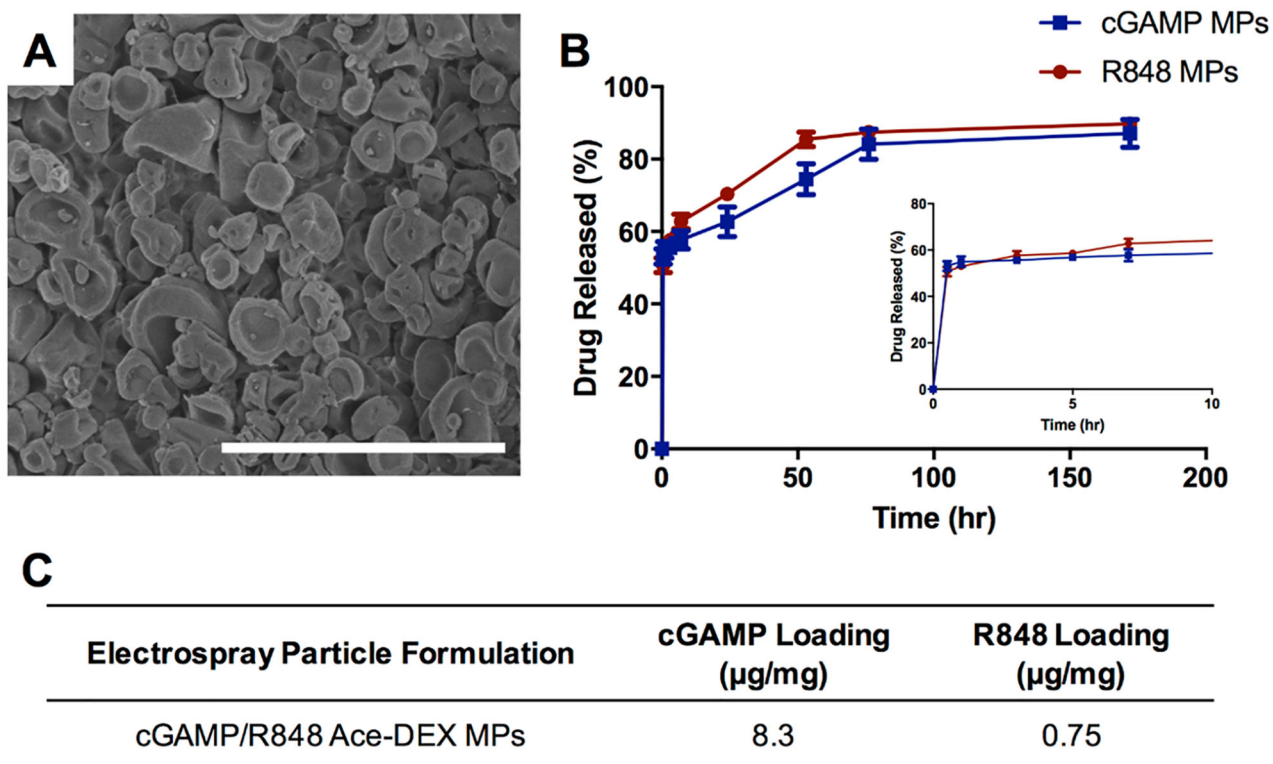 A
B
cGAMP MPs
R848 MPs
100
80
60
40
20
0
Drug Released (%)
0
50
100
150
200
Time (hr)
80
60
40
20
0
Drug Released (%)
0
5
10
Time (hr)
C
Electrospray Particle Formulation
cGAMP Loading
(µg/mg)
R848 Loading
(µg/mg)
cGAMP/R848 Ace-DEX MPs
8.3
0.75